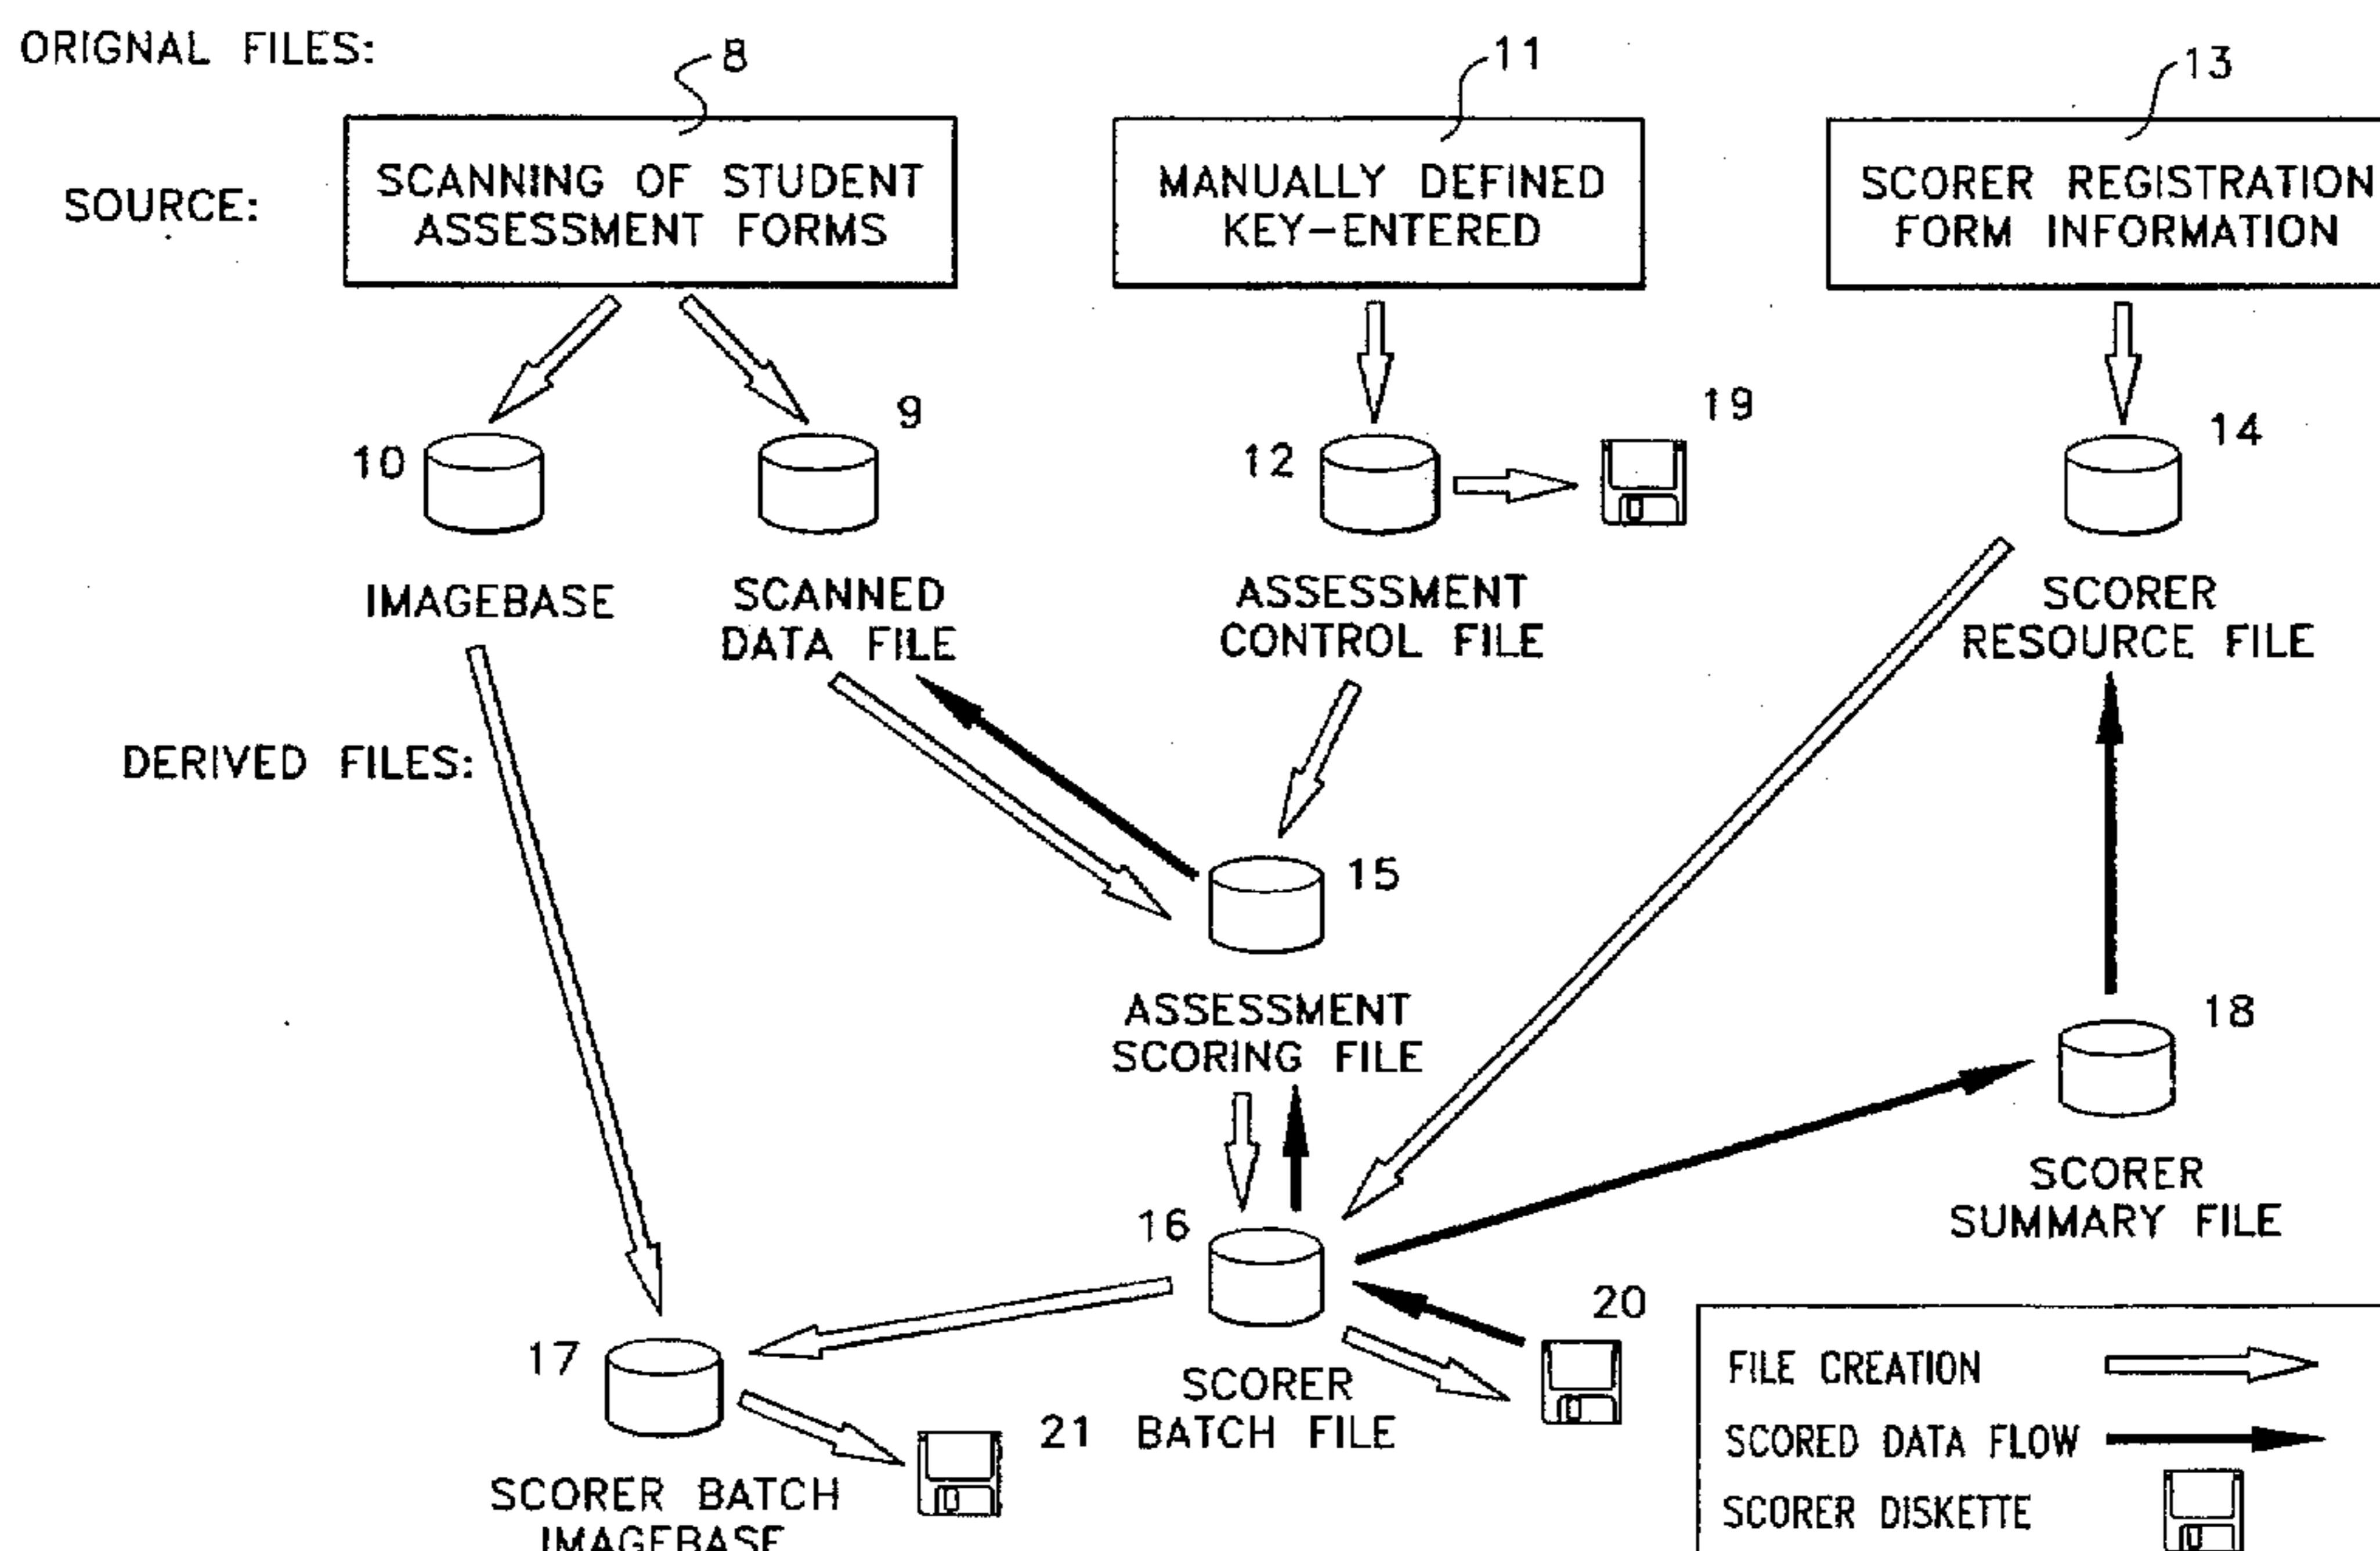 ORIGNAL FILES:
8
11
13
SOURCE:
SCANNING OF STUDENT
ASSESSMENT FORMS
MANUALLY DEFINED
KEY-ENTERED
SCORER REGISTRATION
FORM INFORMATION
10
9
12
19
14
IMAGEBASE
SCANNED
DATA FILE
ASSESSMENT
CONTROL FILE
SCORER
RESOURCE FILE
DERIVED FILES:
15
ASSESSMENT
SCORING FILE
18
SCORER
SUMMARY FILE
16
20
17
SCORER
BATCH FILE
21
SCORER BATCH
IMAGEBASE
FILE CREATION
SCORED DATA FLOW
SCORER DISKETTE